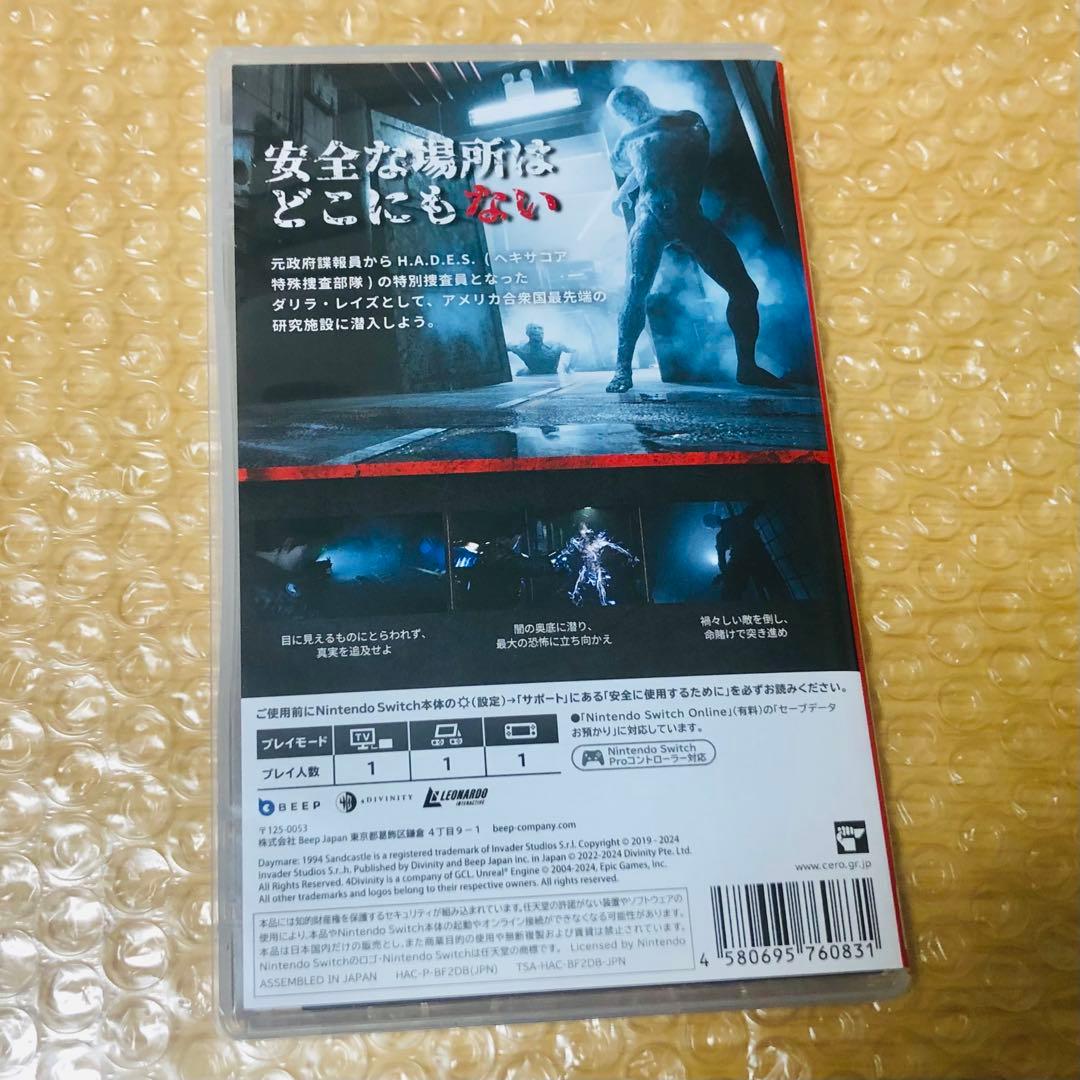 安全な場所は
どこにもない
元政府諜報員から H.A.D.E.S.（ヘキサコア
特殊捜査部隊）の特別捜査員となった
ダリラ・レイズとして、アメリカ合衆国最先端の
研究施設に潜入しよう。
目に見えるものにとらわれず、
真実を追及せよ
闇の奥底に潜り、
最大の恐怖に立ち向かえ
禍々しい敵を倒し、
命賭けで突き進め
ご使用前にNintendo Switch本体の(設定)→「サポート」にある「安全に使用するために」を必ずお読みください。
プレイモード TV
プレイ人数 1 1 1
●「Nintendo Switch Online」(有料)の「セーブデータ
お預かり」に対応しています。
Nintendo Switch
Proコントローラー対応
BEEP 4DIVINITY LEONARDO
INTERACTIVE
〒125-0053
株式会社 Beep Japan 東京都葛飾区鎌倉 4丁目9－1 beep-company.com
Daymare: 1994 Sandcastle is a registered trademark of Invader Studios S.r.l. Copyright © 2019 - 2024
Invader Studios S.r..h. Published by Divinity and Beep Japan Inc. in Japan © 2022-2024 Divinity Pte. Ltd.
All Rights Reserved. 4Divinity is a company of GCL. Unreal® Engine © 2004-2024, Epic Games, Inc.
All other trademarks and logos belong to their respective owners. All rights reserved.
www.cero.gr.jp
本品には知的財産権を保護するセキュリティが組み込まれています。任天堂の許諾がない装置やソフトウェアの
使用により、本品やNintendo Switch本体の起動やオンライン接続ができなくなる可能性があります。
本品は日本国内だけの販売とし、また商業目的の使用や無断複製および賃貸は禁止されています。
Nintendo Switchのロゴ・Nintendo Switchは任天堂の商標です。 Licensed by Nintendo
ASSEMBLED IN JAPAN HAC-P-BF2DB(JPN) TSA-HAC-BF2DB-JPN
4 580695 760831